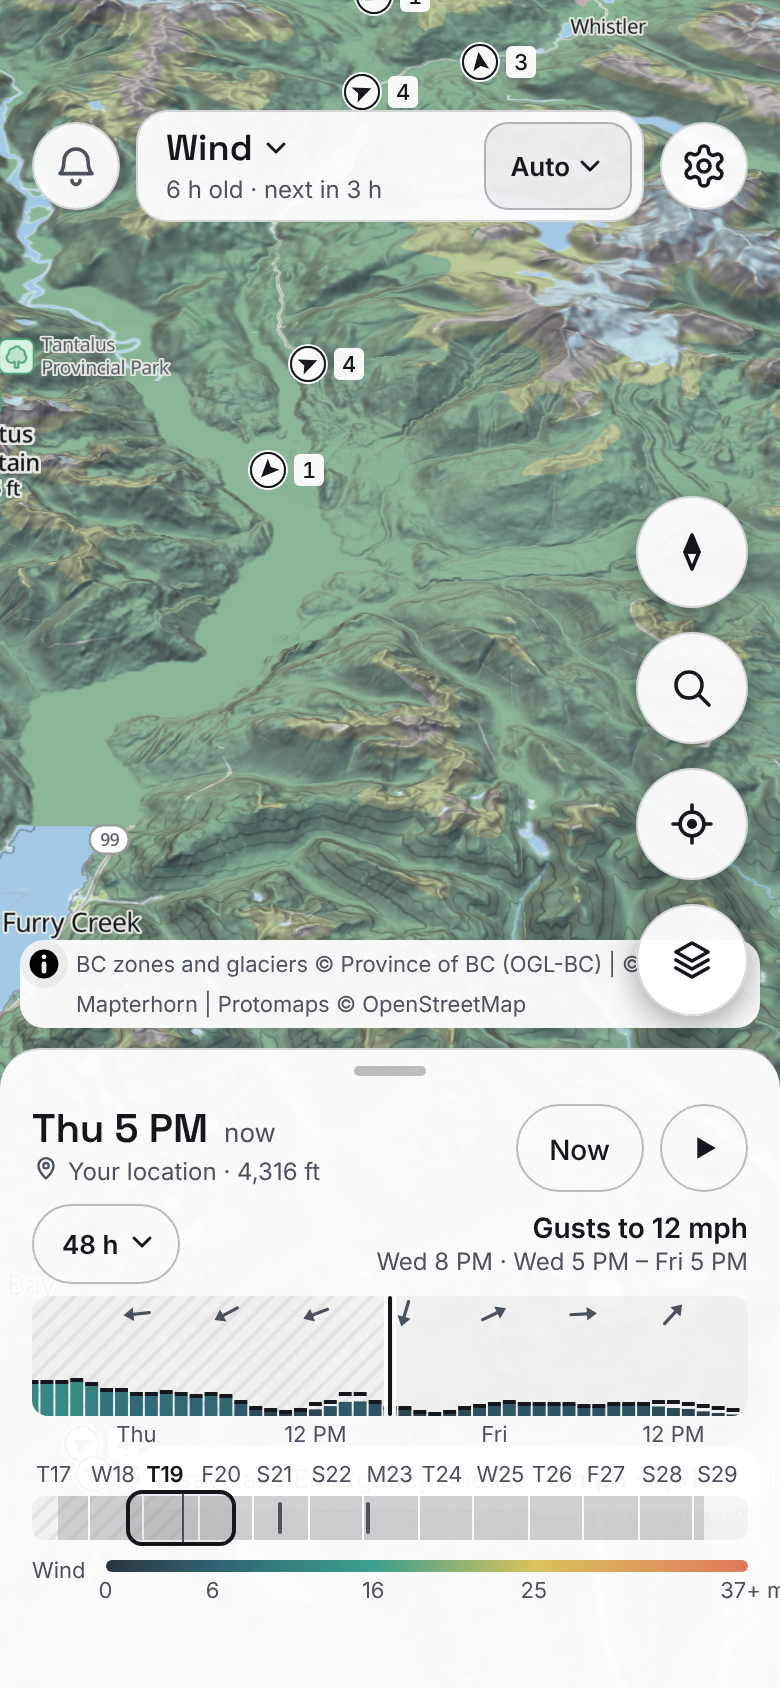 1
Whistler
3
4
Wind
6 h old · next in 3 h
Auto
Tantalus
Provincial Park
4
tus
tain
ft
1
99
Furry Creek
BC zones and glaciers © Province of BC (OGL-BC) | ©
Mapterhorn | Protomaps © OpenStreetMap
Thu 5 PM now
Your location · 4,316 ft
Now
48 h
Gusts to 12 mph
Wed 8 PM · Wed 5 PM – Fri 5 PM
Bay
Thu 12 PM Fri 12 PM
T17 W18 T19 F20 S21 S22 M23 T24 W25 T26 F27 S28 S29
Wind
0 6 16 25 37+ m